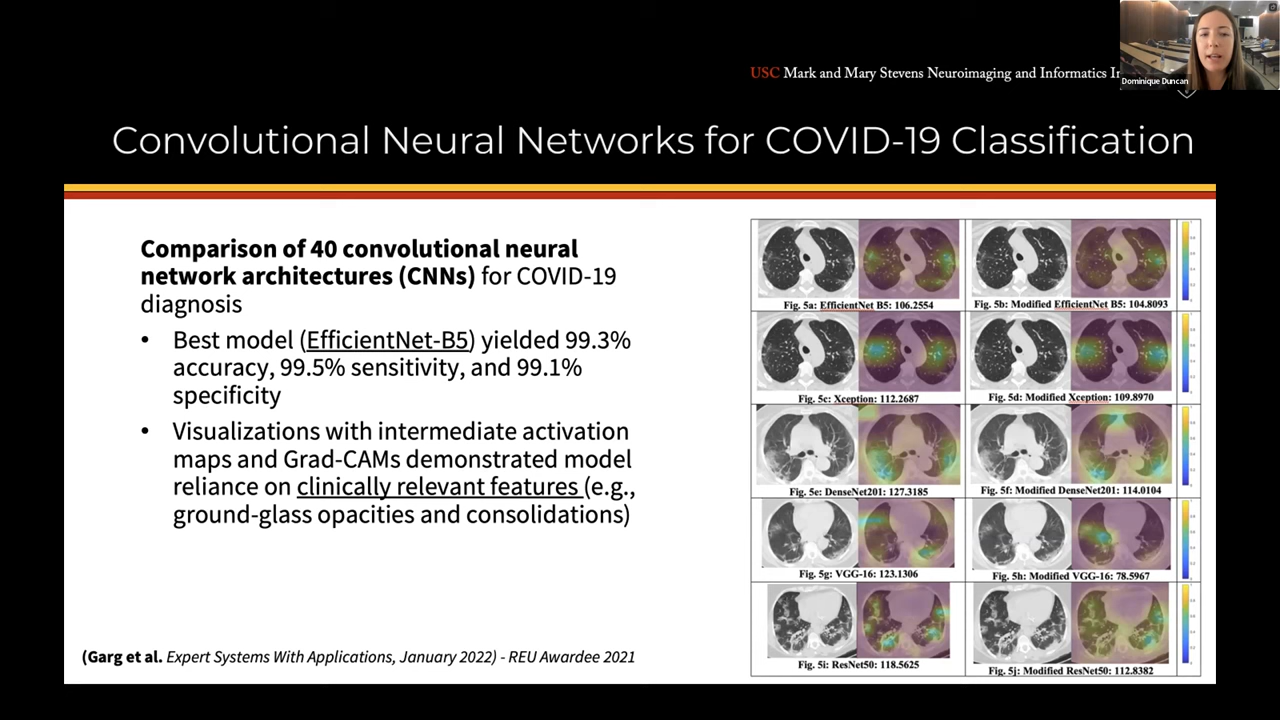 USC Mark and Mary Stevens Neuroimaging and Informatics
Dominique Duncan
Convolutional Neural Networks for COVID-19 Classification
Comparison of 40 convolutional neural
network architectures (CNNs) for COVID-19
diagnosis
• Best model (EfficientNet-B5) yielded 99.3%
accuracy, 99.5% sensitivity, and 99.1%
specificity
• Visualizations with intermediate activation
maps and Grad-CAMs demonstrated model
reliance on clinically relevant features (e.g.,
ground-glass opacities and consolidations)
(Garg et al. Expert Systems With Applications, January 2022) - REU Awardee 2021
Fig. 5a: EfficientNet B5: 106.2554
Fig. 5b: Modified EfficientNet B5: 104.8093
Fig. 5c: Xception: 112.2687
Fig. 5d: Modified Xception: 109.8970
Fig. 5e: DenseNet201: 127.3185
Fig. 5f: Modified DenseNet201: 114.0104
Fig. 5g: VGG-16: 123.1306
Fig. 5h: Modified VGG-16: 78.5967
Fig. 5i: ResNet50: 118.5625
Fig. 5j: Modified ResNet50: 112.8382